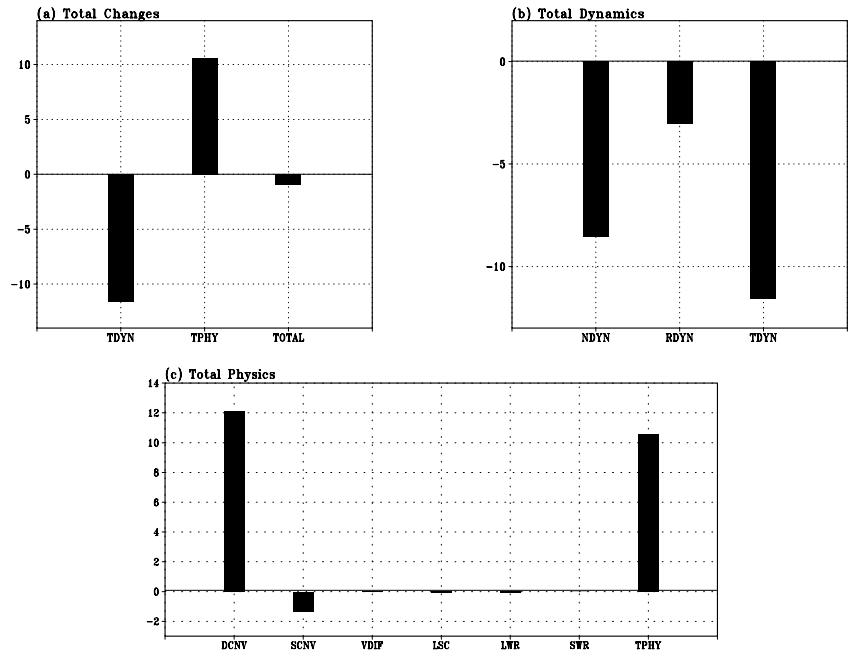 (a) Total Changes
10
5
0
-5
-10
TDYN TPHY TOTAL
(b) Total Dynamics
0
-5
-10
NDYN RDYN TDYN
(c) Total Physics
14
12
10
8
6
4
2
0
-2
DCNV SCNV VDIF LSC LWR SWR TPHY